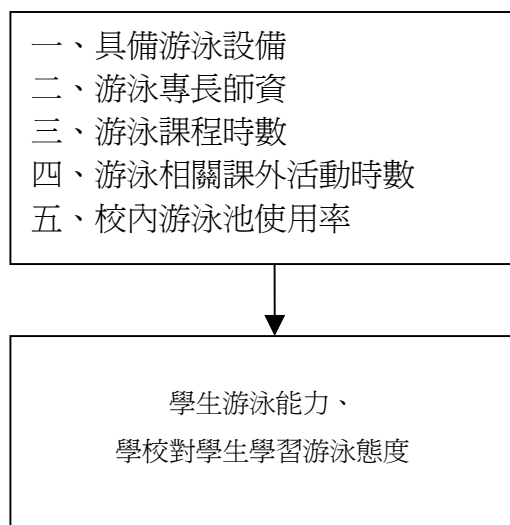 一、具備游泳設備
二、游泳專長師資
三、游泳課程時數
四、游泳相關課外活動時數
五、校內游泳池使用率
學生游泳能力、
學校對學生學習游泳態度